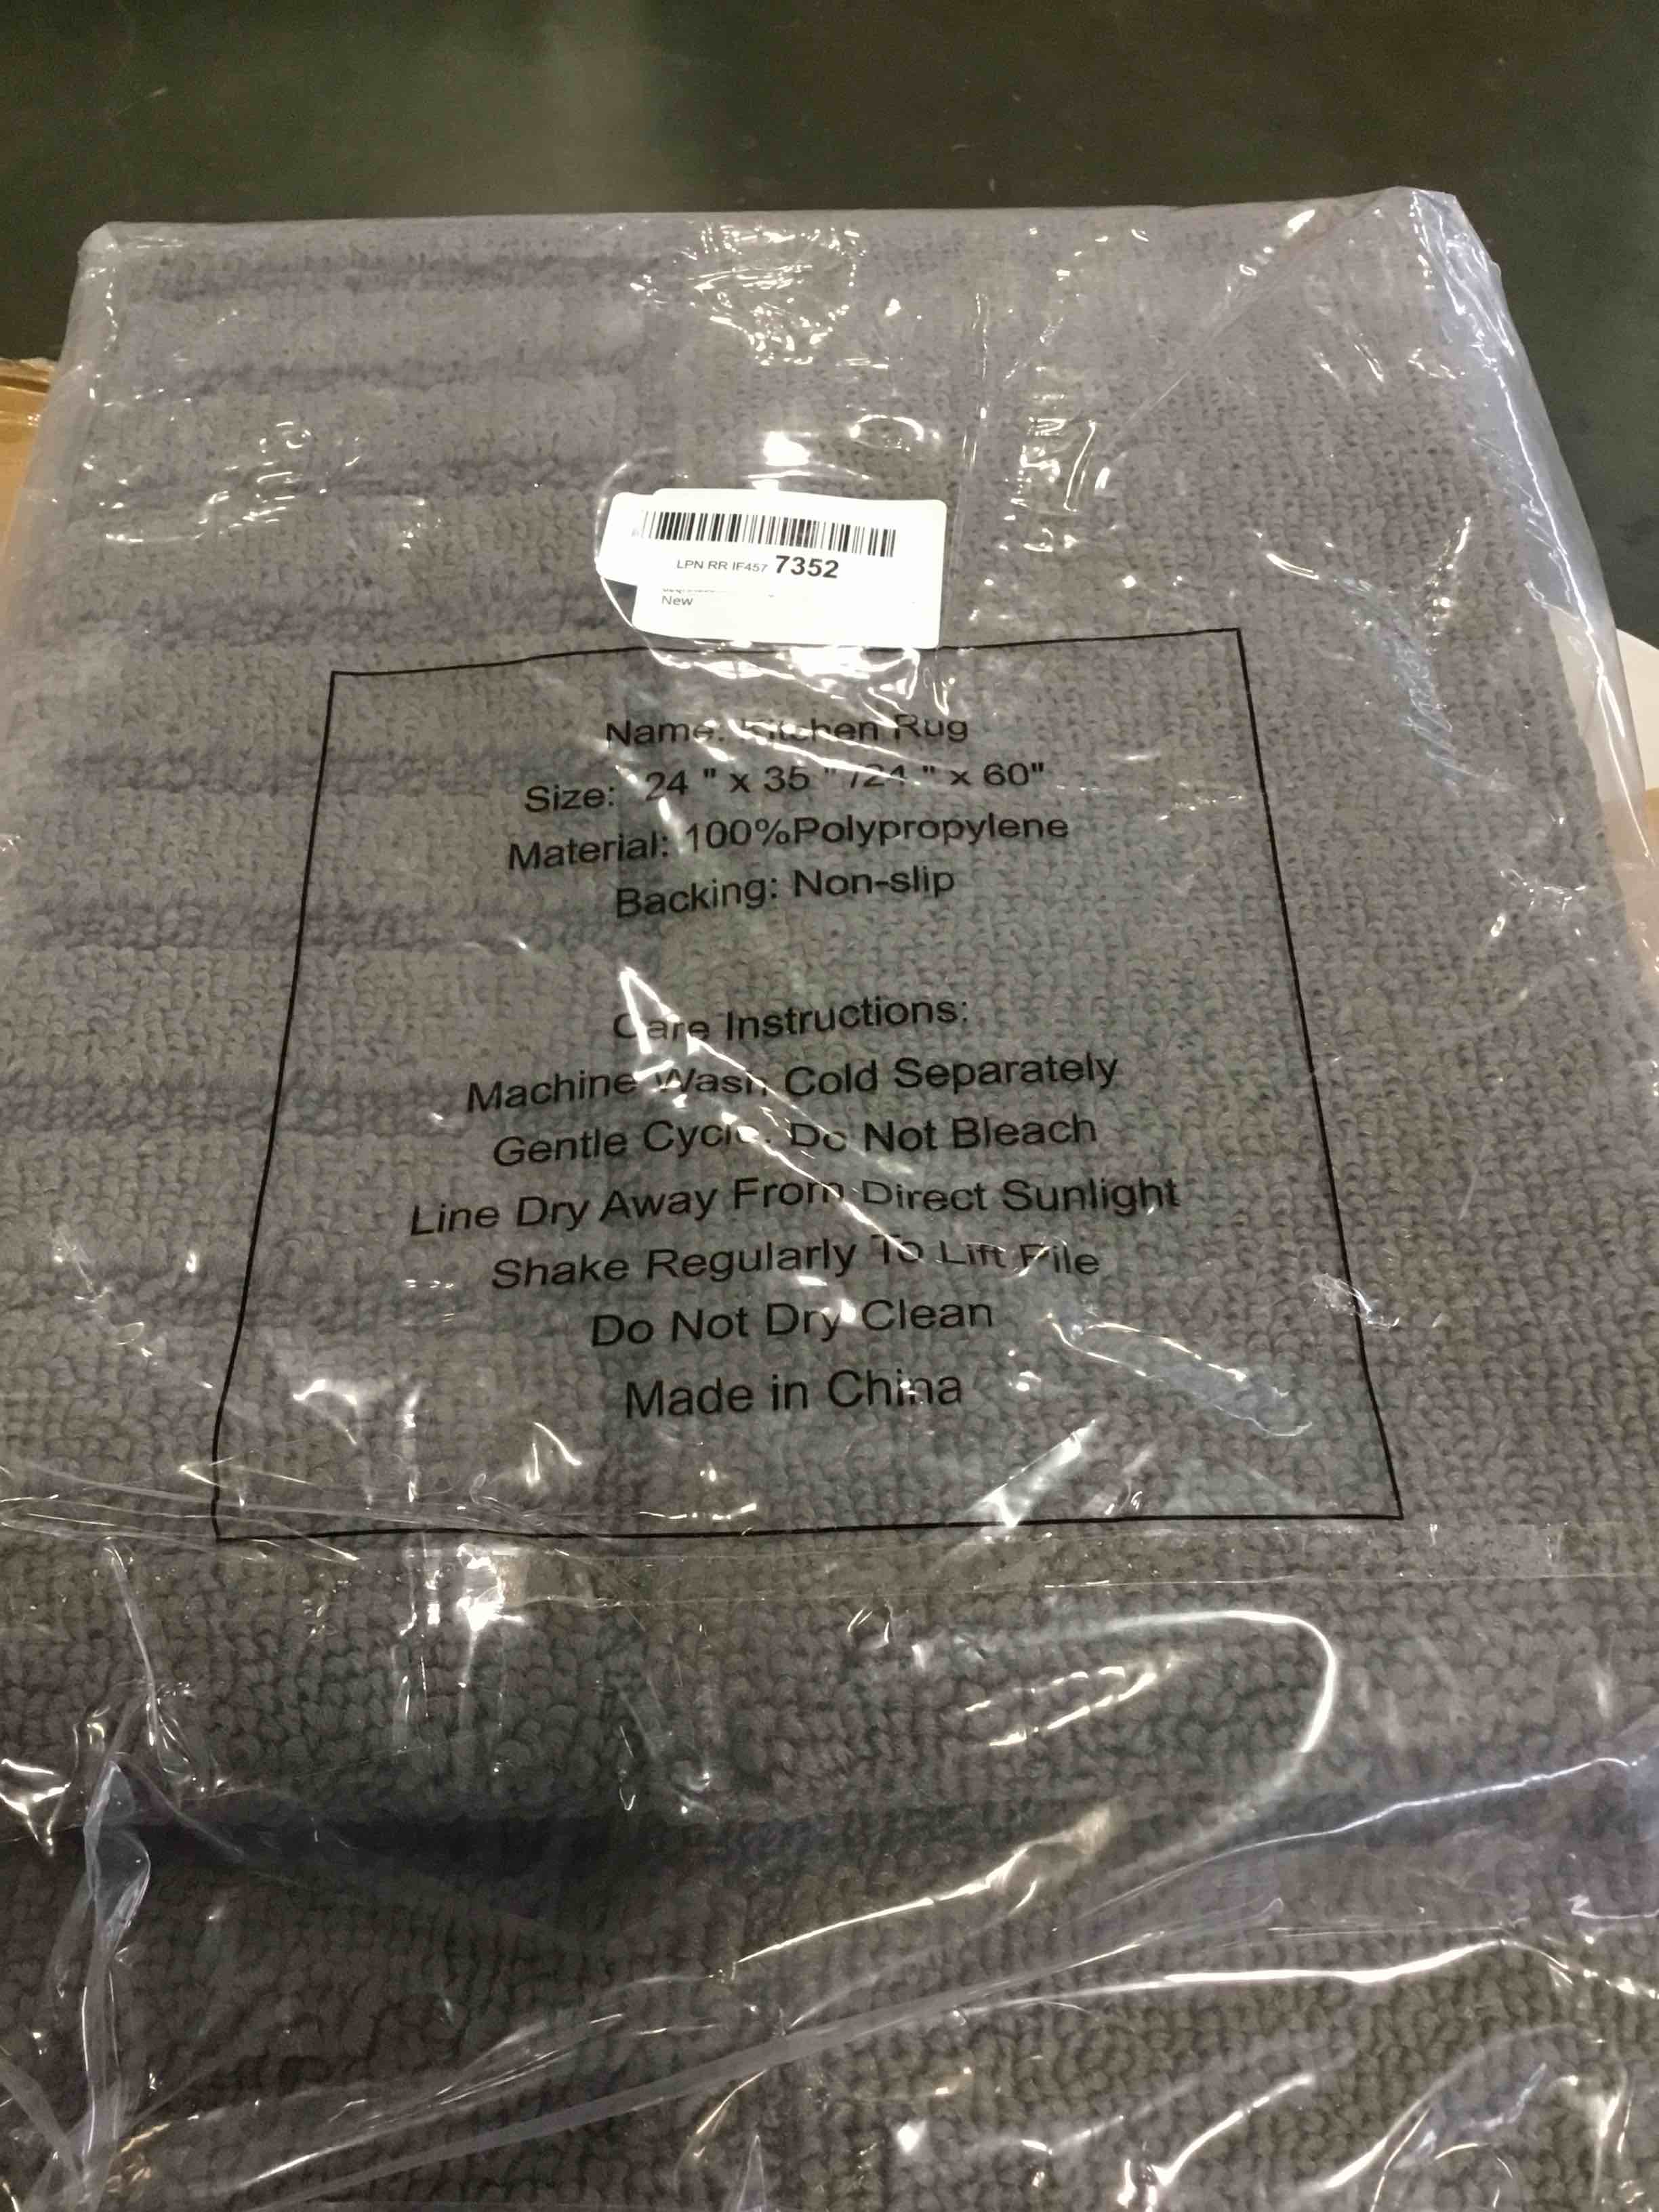 LPN RR IF457 7352
New
Name: Kitchen Rug
Size: 24 " x 35 " /24 " x 60"
Material: 100%Polypropylene
Backing: Non-slip
Care Instructions:
Machine Wash Cold Separately
Gentle Cycle. Do Not Bleach
Line Dry Away From Direct Sunlight
Shake Regularly To Lift Pile
Do Not Dry Clean
Made in China